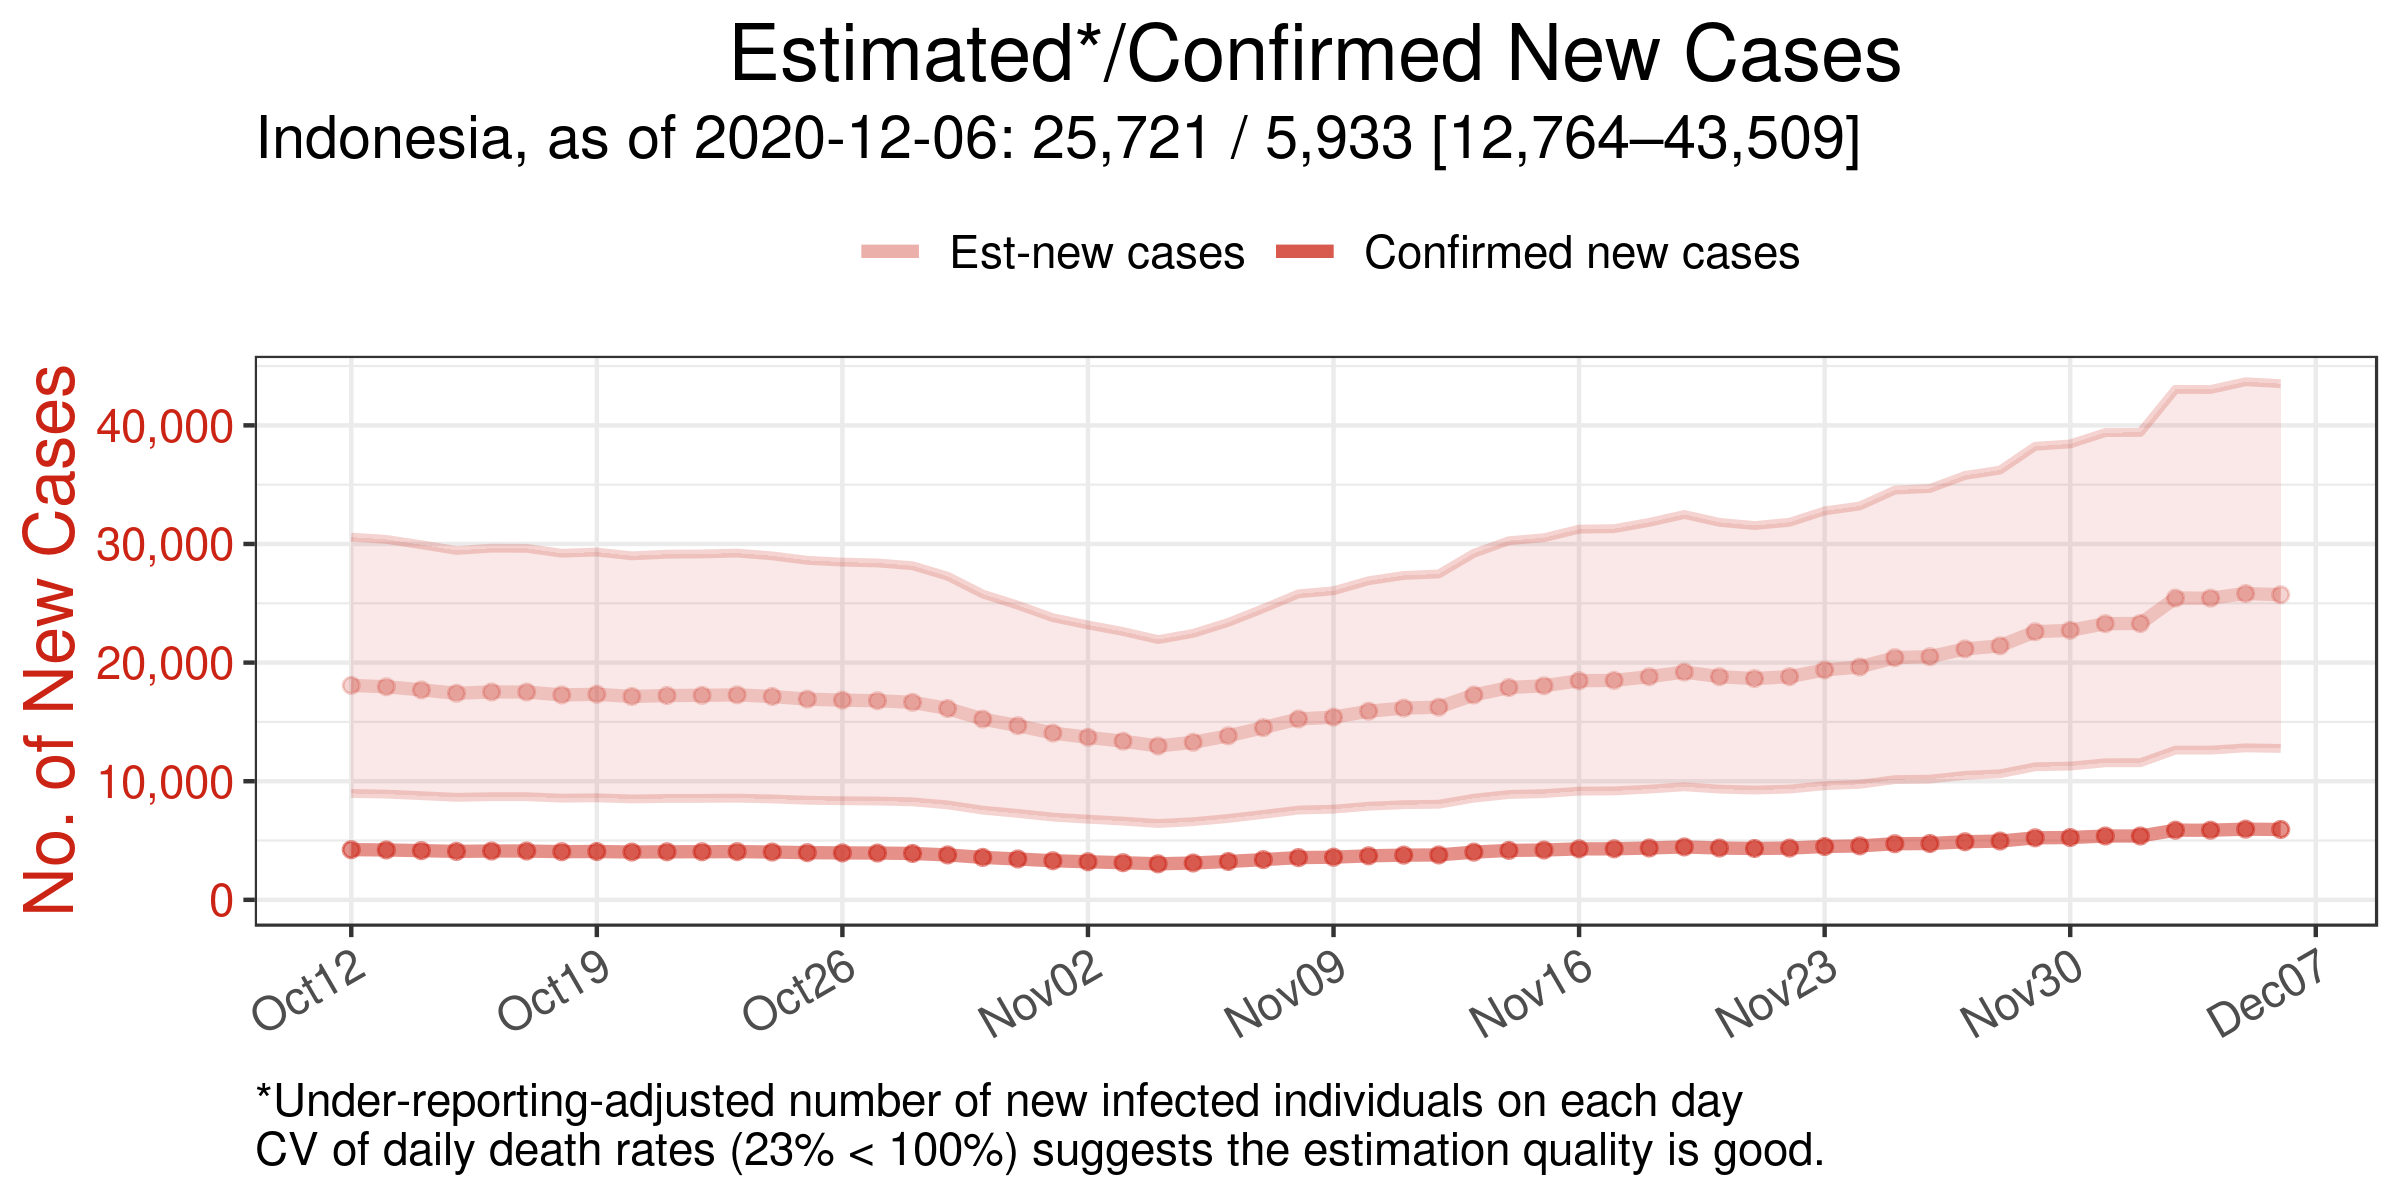 Estimated*/Confirmed New Cases
Indonesia, as of 2020-12-06: 25,721 / 5,933 [12,764–43,509]
Est-new cases Confirmed new cases
No. of New Cases
40,000
30,000
20,000
10,000
0
Oct12 Oct19 Oct26 Nov02 Nov09 Nov16 Nov23 Nov30 Dec07
*Under-reporting-adjusted number of new infected individuals on each day
CV of daily death rates (23% < 100%) suggests the estimation quality is good.